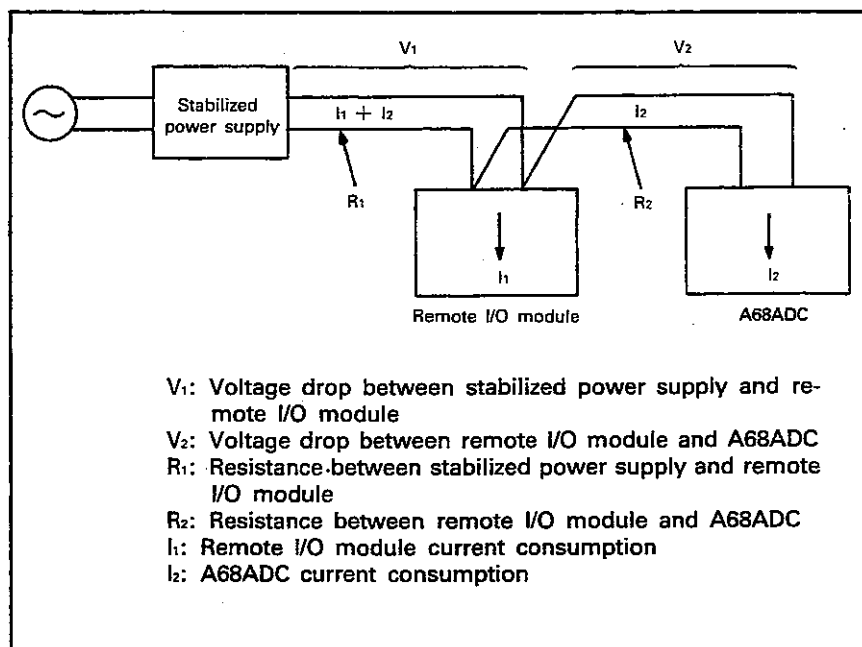 V₁
V₂
Stabilized
power supply
I₁ + I₂
I₂
R₁
R₂
I₁
I₂
Remote I/O module
A68ADC
V₁: Voltage drop between stabilized power supply and re-
mote I/O module
V₂: Voltage drop between remote I/O module and A68ADC
R₁: Resistance between stabilized power supply and remote
I/O module
R₂: Resistance between remote I/O module and A68ADC
I₁: Remote I/O module current consumption
I₂: A68ADC current consumption